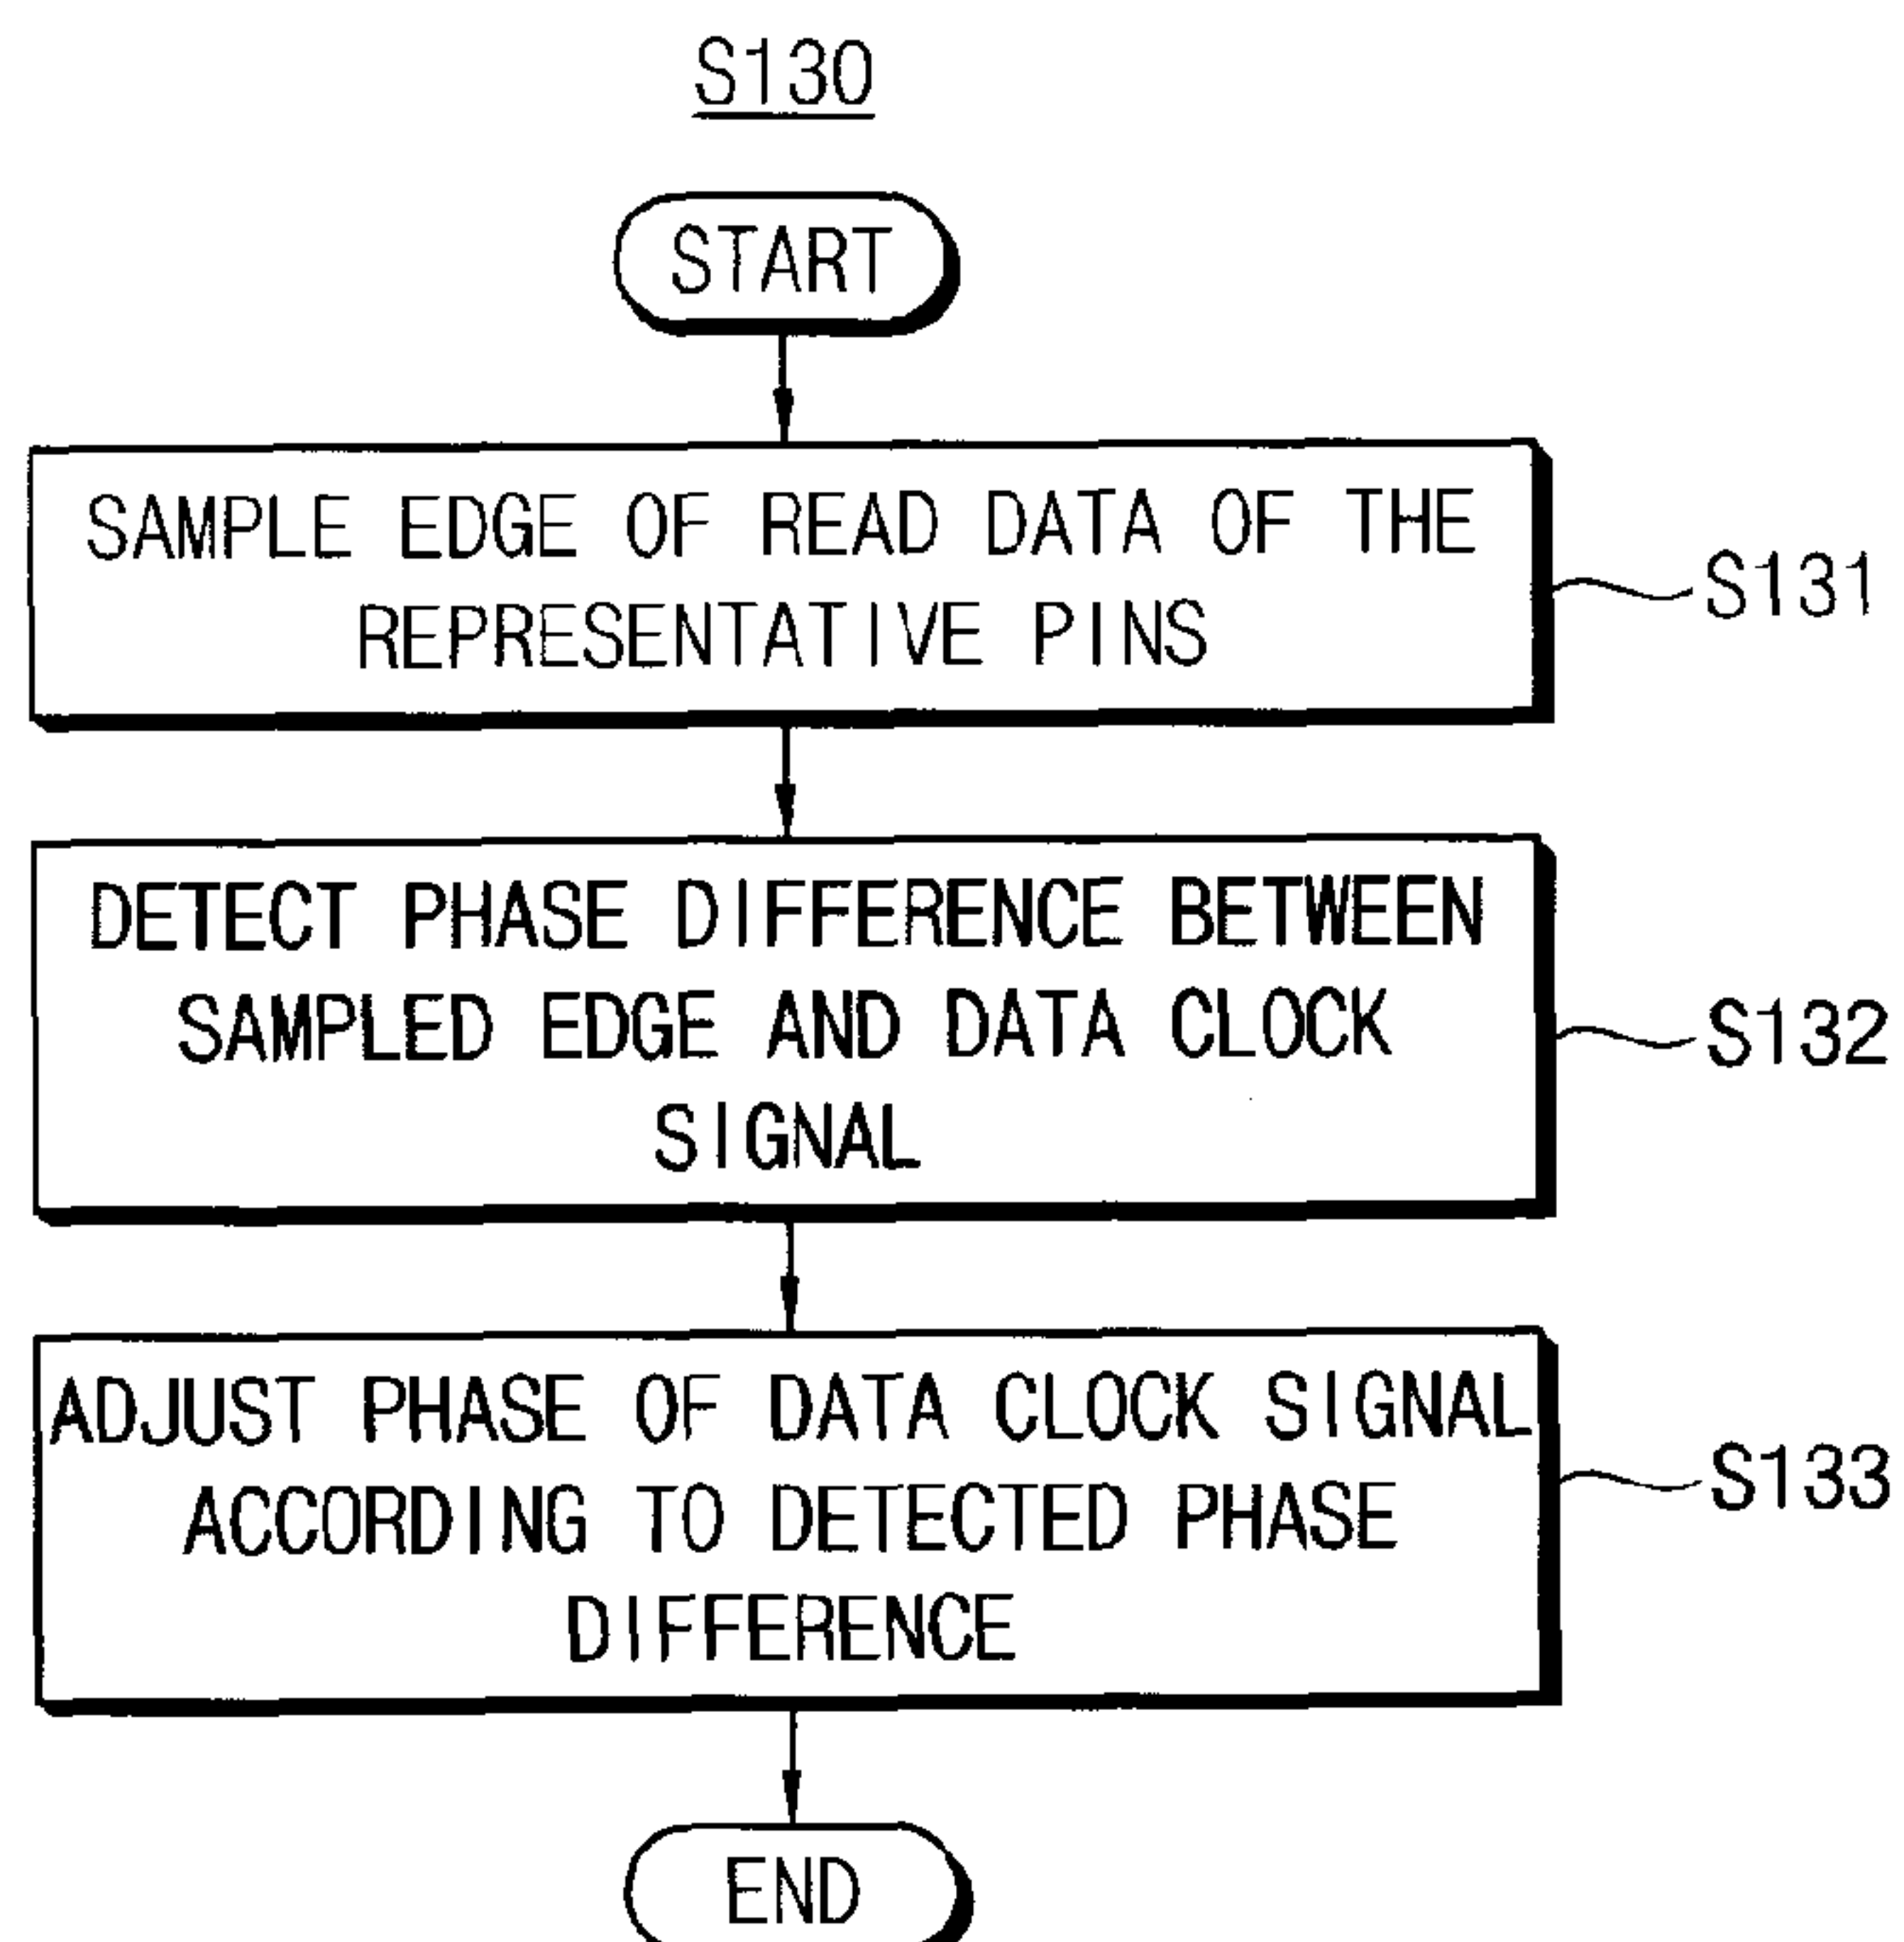 S130
START
SAMPLE EDGE OF READ DATA OF THE
REPRESENTATIVE PINS
S131
DETECT PHASE DIFFERENCE BETWEEN
SAMPLED EDGE AND DATA CLOCK
SIGNAL
S132
ADJUST PHASE OF DATA CLOCK SIGNAL
ACCORDING TO DETECTED PHASE
DIFFERENCE
S133
END